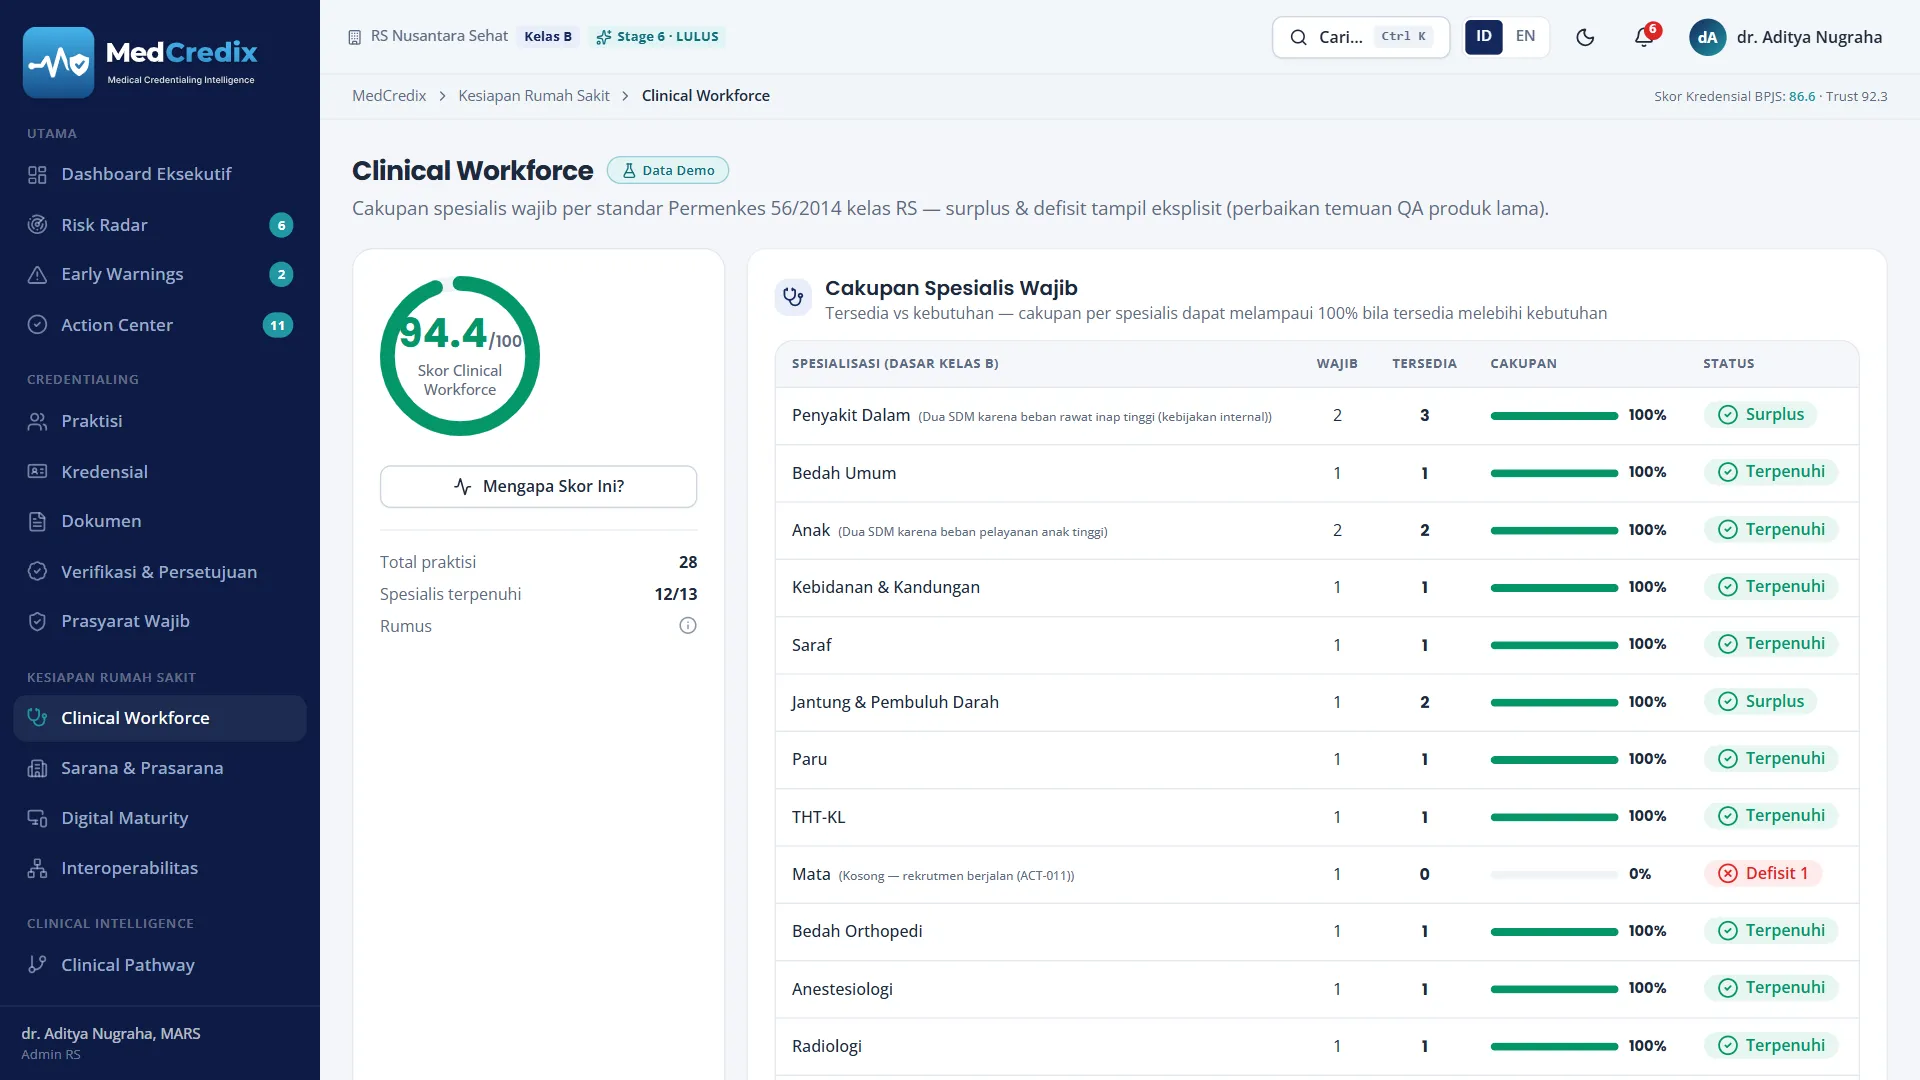 MedCredix
Medical Credentialing Intelligence
UTAMA
Dashboard Eksekutif
Risk Radar 6
Early Warnings 2
Action Center 11
CREDENTIALING
Praktisi
Kredensial
Dokumen
Verifikasi & Persetujuan
Prasyarat Wajib
KESIAPAN RUMAH SAKIT
Clinical Workforce
Sarana & Prasarana
Digital Maturity
Interoperabilitas
CLINICAL INTELLIGENCE
Clinical Pathway
dr. Aditya Nugraha, MARS
Admin RS
RS Nusantara Sehat Kelas B Stage 6 · LULUS
Cari... Ctrl K ID EN 6 dA dr. Aditya Nugraha
MedCredix > Kesiapan Rumah Sakit > Clinical Workforce
Skor Kredensial BPJS: 86.6 · Trust 92.3
Clinical Workforce Data Demo
Cakupan spesialis wajib per standar Permenkes 56/2014 kelas RS — surplus & defisit tampil eksplisit (perbaikan temuan QA produk lama).
94.4/100
Skor Clinical
Workforce
Mengapa Skor Ini?
Total praktisi 28
Spesialis terpenuhi 12/13
Rumus
Cakupan Spesialis Wajib
Tersedia vs kebutuhan — cakupan per spesialis dapat melampaui 100% bila tersedia melebihi kebutuhan
SPESIALISASI (DASAR KELAS B) WAJIB TERSEDIA CAKUPAN STATUS
Penyakit Dalam (Dua SDM karena beban rawat inap tinggi (kebijakan internal)) 2 3 100% Surplus
Bedah Umum 1 1 100% Terpenuhi
Anak (Dua SDM karena beban pelayanan anak tinggi) 2 2 100% Terpenuhi
Kebidanan & Kandungan 1 1 100% Terpenuhi
Saraf 1 1 100% Terpenuhi
Jantung & Pembuluh Darah 1 2 100% Surplus
Paru 1 1 100% Terpenuhi
THT-KL 1 1 100% Terpenuhi
Mata (Kosong — rekrutmen berjalan (ACT-011)) 1 0 0% Defisit 1
Bedah Orthopedi 1 1 100% Terpenuhi
Anestesiologi 1 1 100% Terpenuhi
Radiologi 1 1 100% Terpenuhi